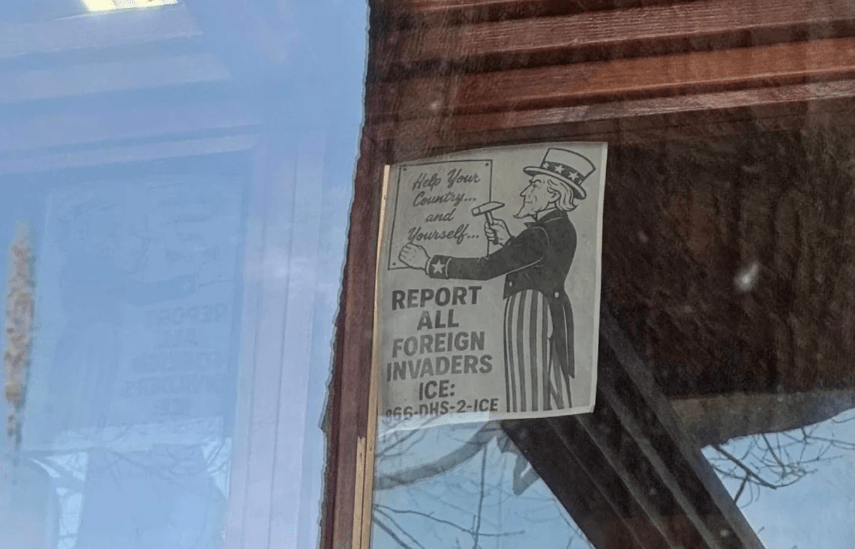 Help Your
Country...
and
Yourself...
REPORT
ALL
FOREIGN
INVADERS
ICE:
866-DHS-2-ICE